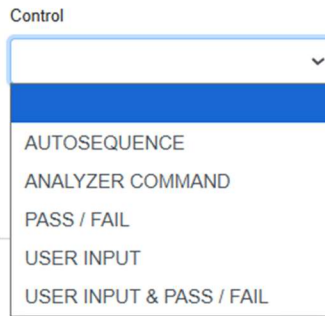 Control
AUTOSEQUENCE
ANALYZER COMMAND
PASS / FAIL
USER INPUT
USER INPUT & PASS / FAIL